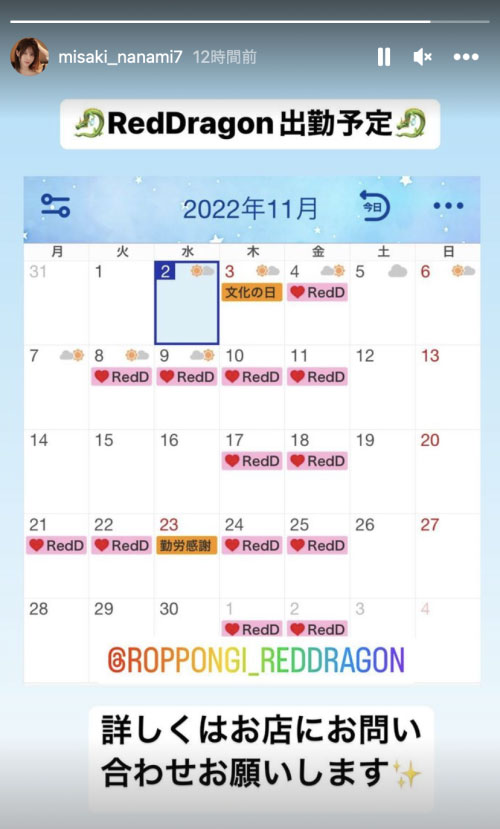 misaki_nanami7 12時間前
RedDragon出勤予定
2022年11月 今日
月 火 水 木 金 土 日
31 1 2 3 4 5 6
文化の日 RedD
7 8 9 10 11 12 13
RedD RedD RedD RedD
14 15 16 17 18 19 20
RedD RedD
21 22 23 24 25 26 27
RedD RedD 勤労感謝 RedD RedD
28 29 30 1 2 3 4
RedD RedD
@ROPPONGI_REDDRAGON
詳しくはお店にお問い
合わせお願いします✨